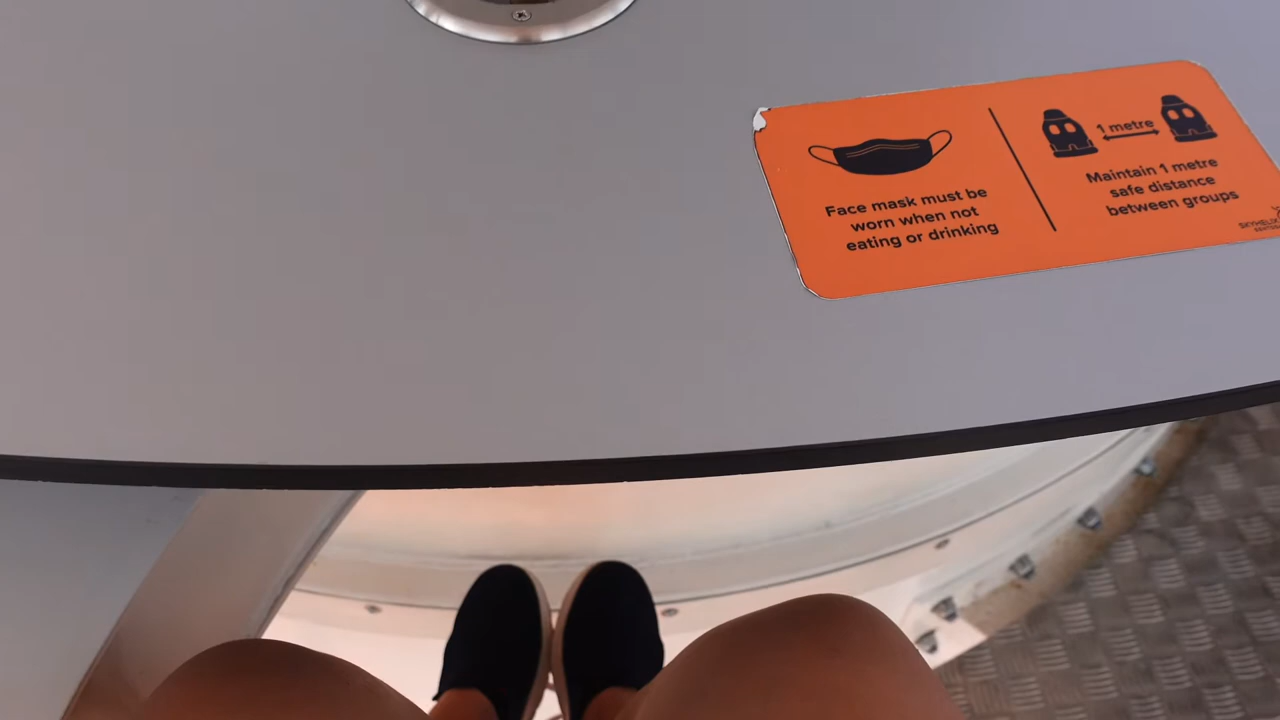 Face mask must be
worn when not
eating or drinking
1 metre
Maintain 1 metre
safe distance
between groups
SKYHELIX